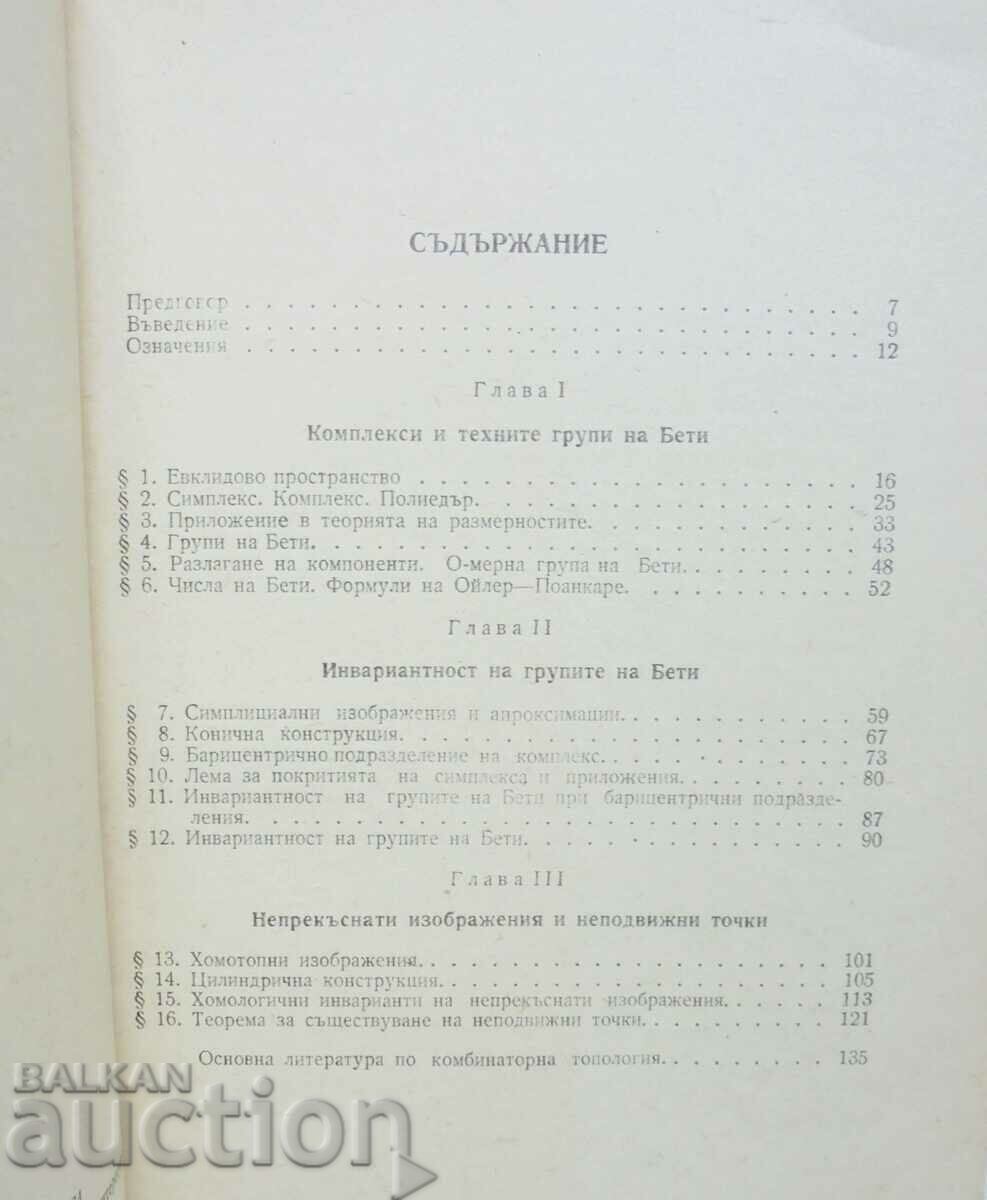 СЪДЪРЖАНИЕ
Предговор . . . . . . . . . . . . . . . . . . . . . . . . 7
Въведение . . . . . . . . . . . . . . . . . . . . . . . . 9
Означения . . . . . . . . . . . . . . . . . . . . . . . . 12
Глава I
Комплекси и техните групи на Бети
§ 1. Евклидово пространство . . . . . . . . . . . . . . . . 16
§ 2. Симплекс. Комплекс. Полиедър. . . . . . . . . . . . . . 25
§ 3. Приложение в теорията на размерностите. . . . . . . . . 33
§ 4. Групи на Бети. . . . . . . . . . . . . . . . . . . . . 43
§ 5. Разлагане на компоненти. О-мерна група на Бети. . . . . . 48
§ 6. Числа на Бети. Формули на Ойлер—Поанкаре. . . . . . . . 52
Глава II
Инвариантност на групите на Бети
§ 7. Симплициални изображения и апроксимации. . . . . . . . . 59
§ 8. Конична конструкция. . . . . . . . . . . . . . . . . . 67
§ 9. Барицентрично подразделение на комплекс. . . . . . . . . 73
§ 10. Лема за покритията на симплекса и приложения. . . . . . 80
§ 11. Инвариантност на групите на Бети при барицентрични подразде-
ления. . . . . . . . . . . . . . . . . . . . . . . . . 87
§ 12. Инвариантност на групите на Бети. . . . . . . . . . . . 90
Глава III
Непрекъснати изображения и неподвижни точки
§ 13. Хомотопни изображения. . . . . . . . . . . . . . . . . 101
§ 14. Цилиндрична конструкция. . . . . . . . . . . . . . . . 105
§ 15. Хомологични инварианти на непрекъснати изображения. . . . 113
§ 16. Теорема за съществуване на неподвижни точки. . . . . . . 121
Основна литература по комбинаторна топология. . . . . . . . 135
BALKAN
auction